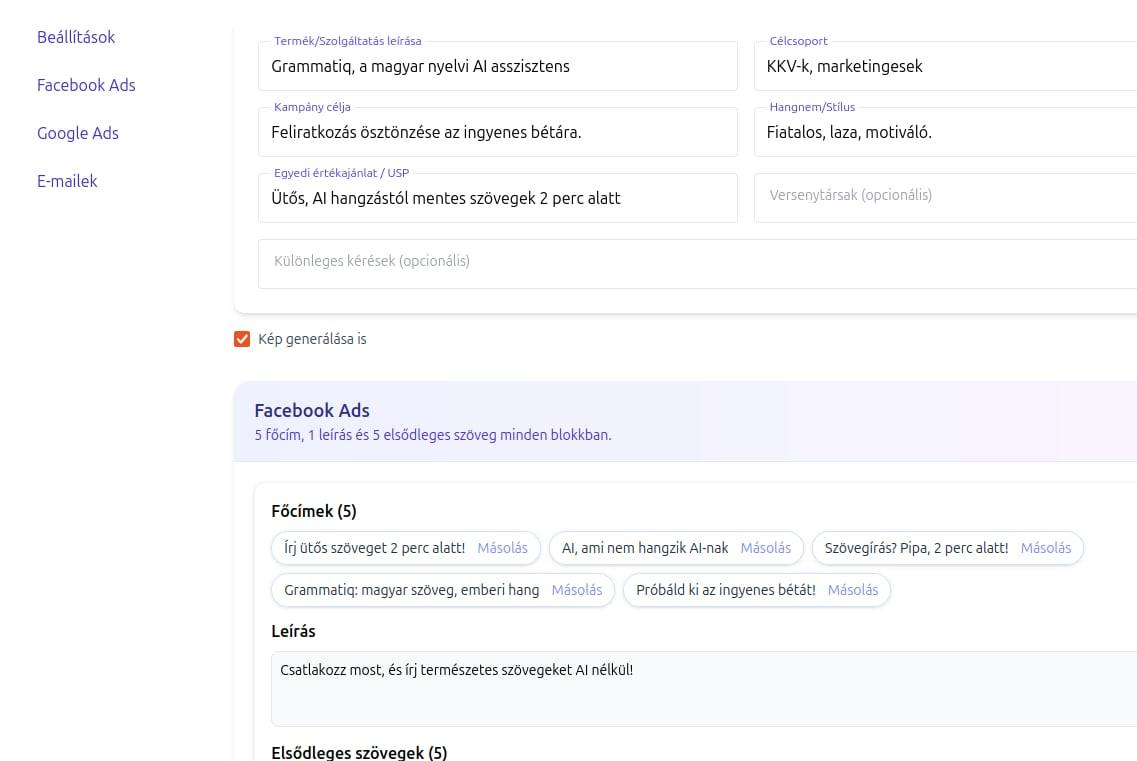 Beállítások
Facebook Ads
Google Ads
E-mailek
Termék/Szolgáltatás leírása
Grammatiq, a magyar nyelvi AI asszisztens
Célcsoport
KKV-k, marketingesek
Kampány célja
Feliratkozás ösztönzése az ingyenes bétára.
Hangnem/Stílus
Fiatalos, laza, motiváló.
Egyedi értékajánlat / USP
Ütős, AI hangzástól mentes szövegek 2 perc alatt
Versenytársak (opcionális)
Különleges kérések (opcionális)
Kép generálása is
Facebook Ads
5 főcím, 1 leírás és 5 elsődleges szöveg minden blokkban.
Főcímek (5)
Írj ütős szöveget 2 perc alatt! Másolás
AI, ami nem hangzik AI-nak Másolás
Szövegírás? Pipa, 2 perc alatt! Másolás
Grammatiq: magyar szöveg, emberi hang Másolás
Próbáld ki az ingyenes bétát! Másolás
Leírás
Csatlakozz most, és írj természetes szövegeket AI nélkül!
Elsődleges szövegek (5)